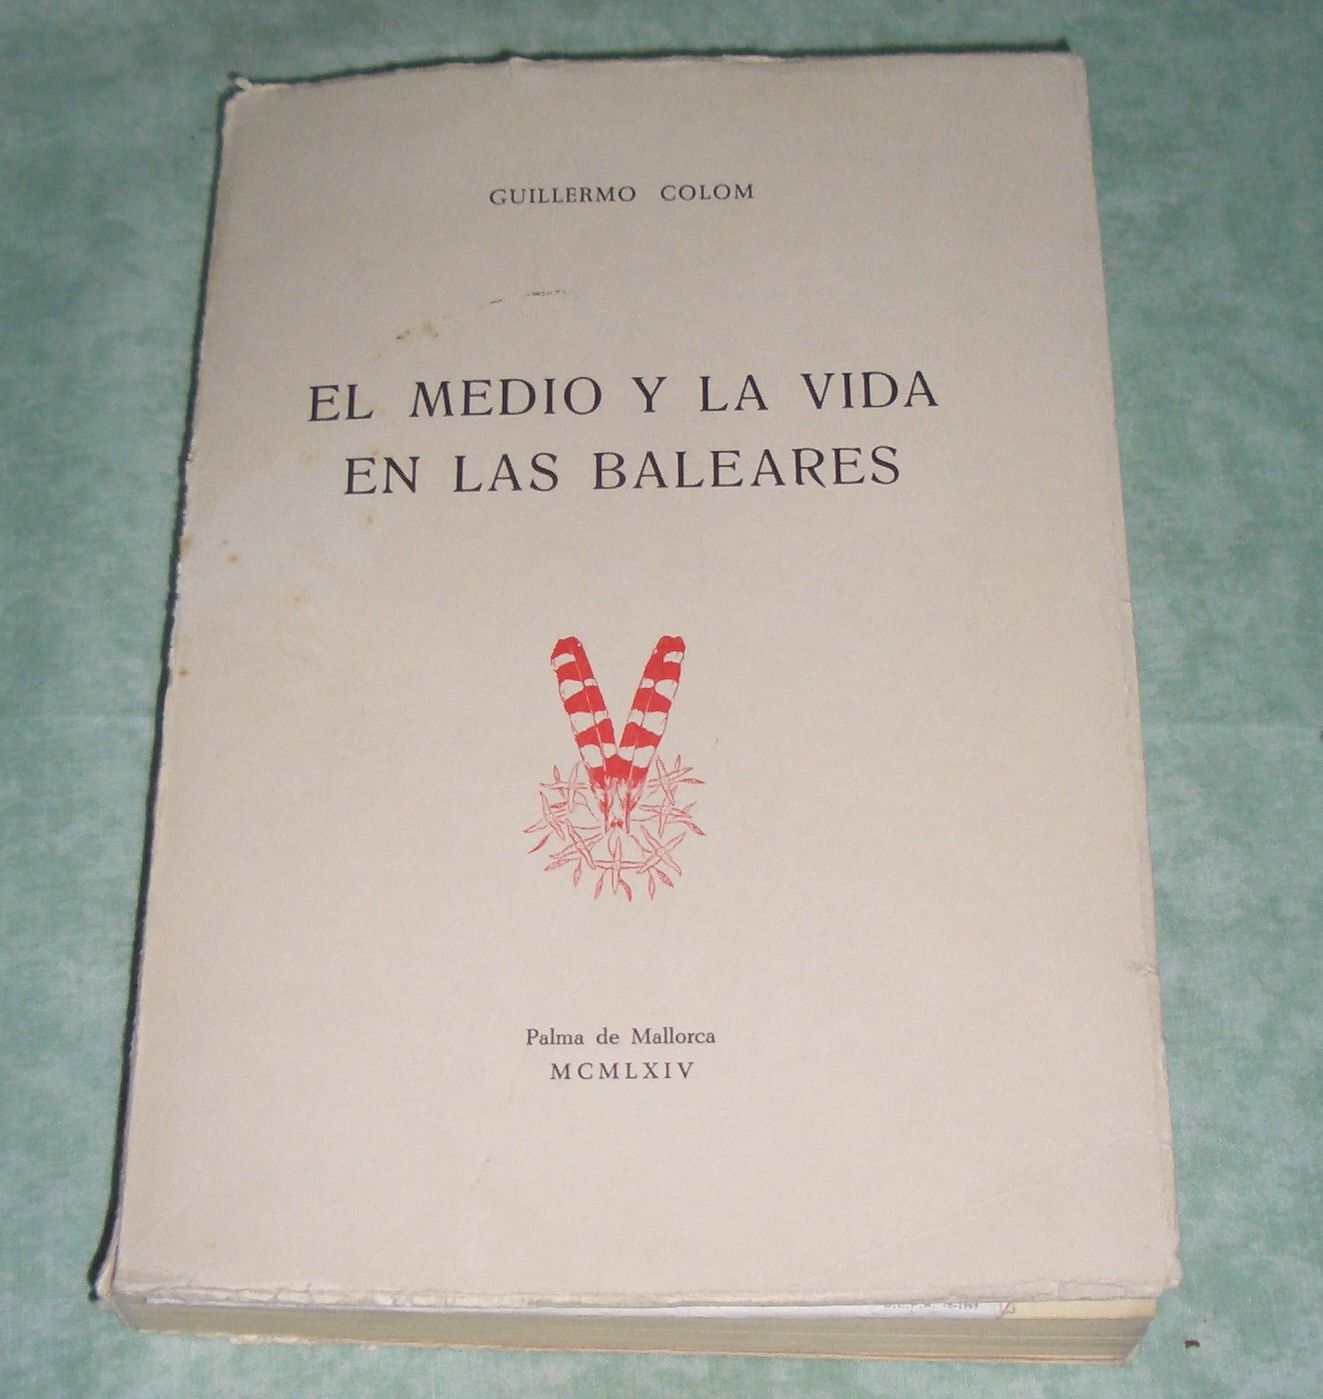 GUILLERMO COLOM
EL MEDIO Y LA VIDA
EN LAS BALEARES
Palma de Mallorca
MCMLXIV